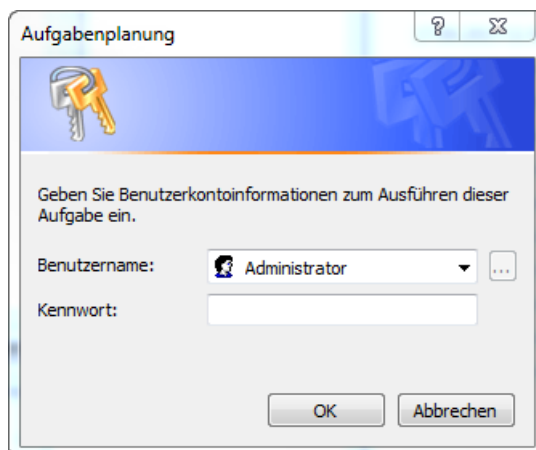 Aufgabenplanung
Geben Sie Benutzerkontoinformationen zum Ausführen dieser
Aufgabe ein.
Benutzername: Administrator ...
Kennwort:
OK Abbrechen